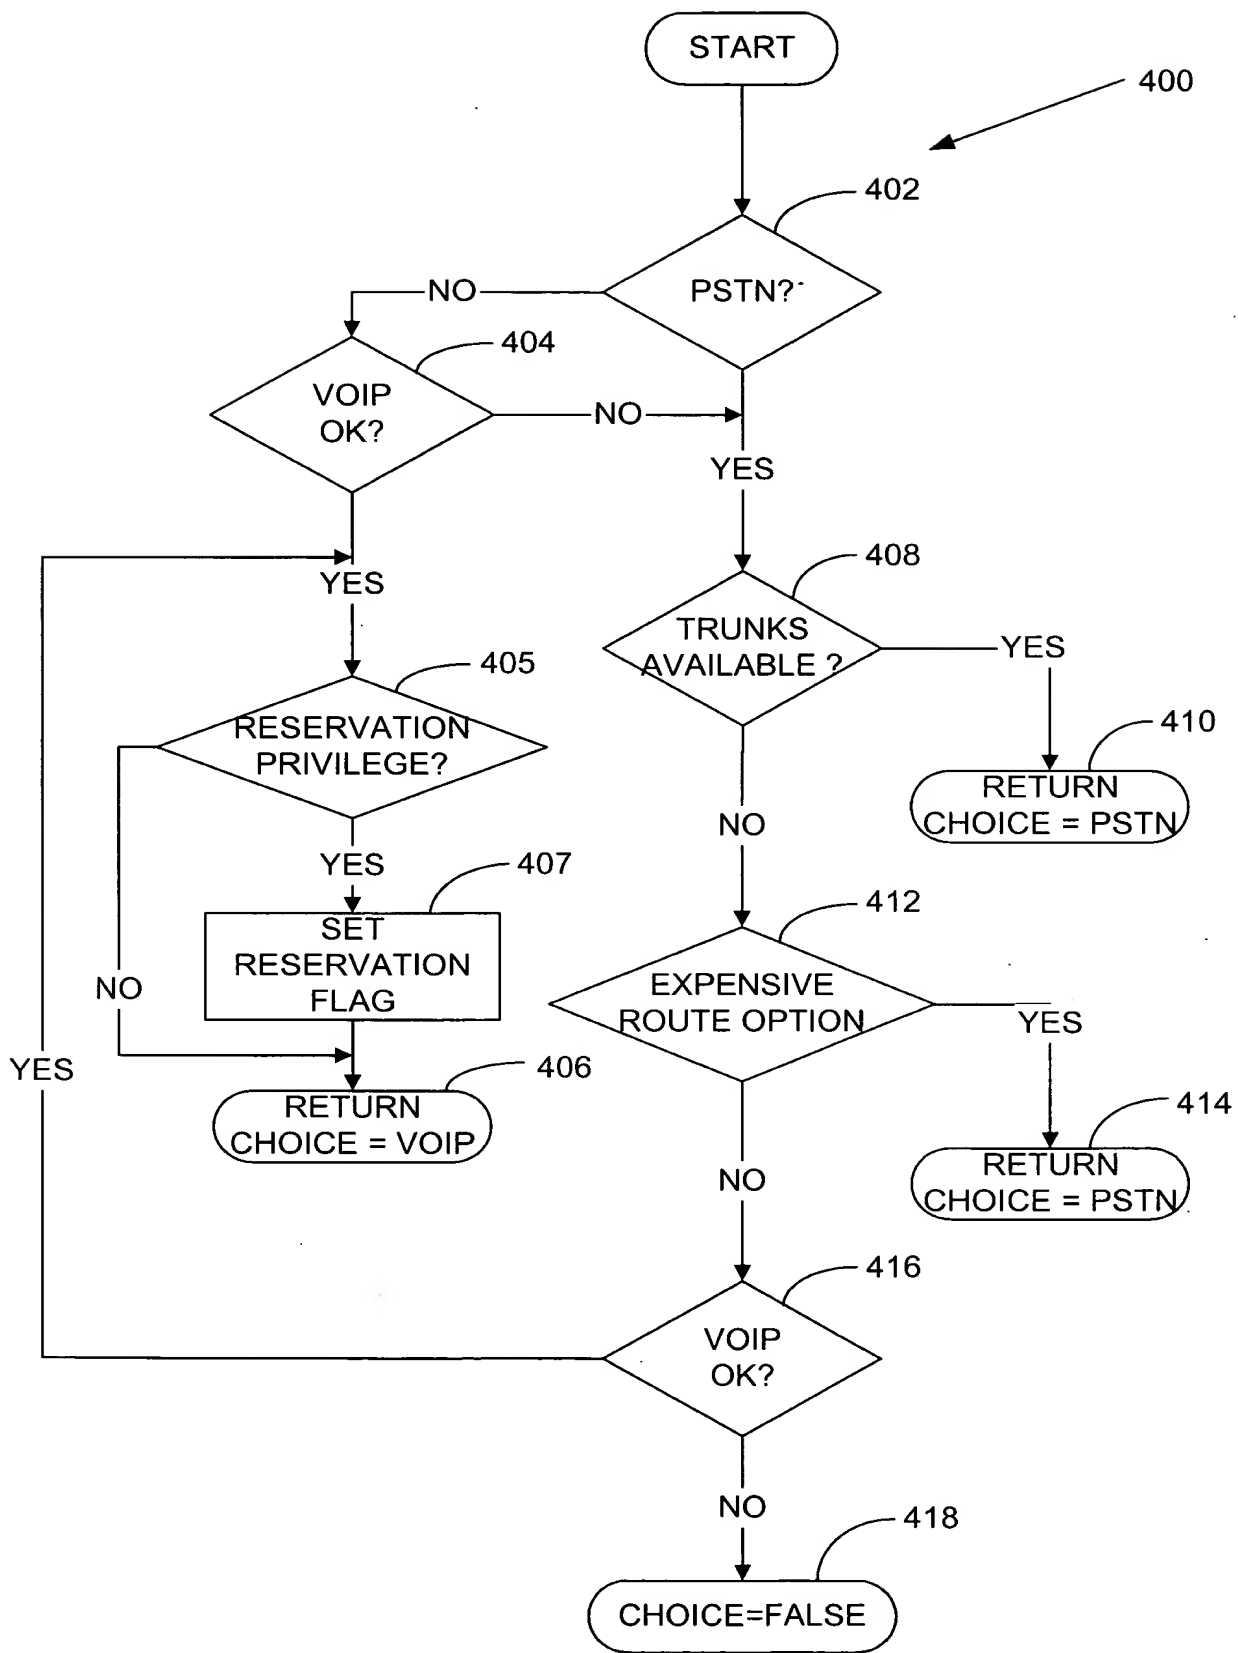 START
400
402
PSTN?
NO
404
VOIP
OK?
NO
YES
408
YES
TRUNKS
AVAILABLE ?
YES
405
RESERVATION
PRIVILEGE?
410
RETURN
CHOICE = PSTN
NO
YES
407
412
SET
RESERVATION
FLAG
EXPENSIVE
ROUTE OPTION
NO
YES
YES
406
RETURN
CHOICE = VOIP
414
RETURN
CHOICE = PSTN
NO
416
VOIP
OK?
NO
418
CHOICE=FALSE